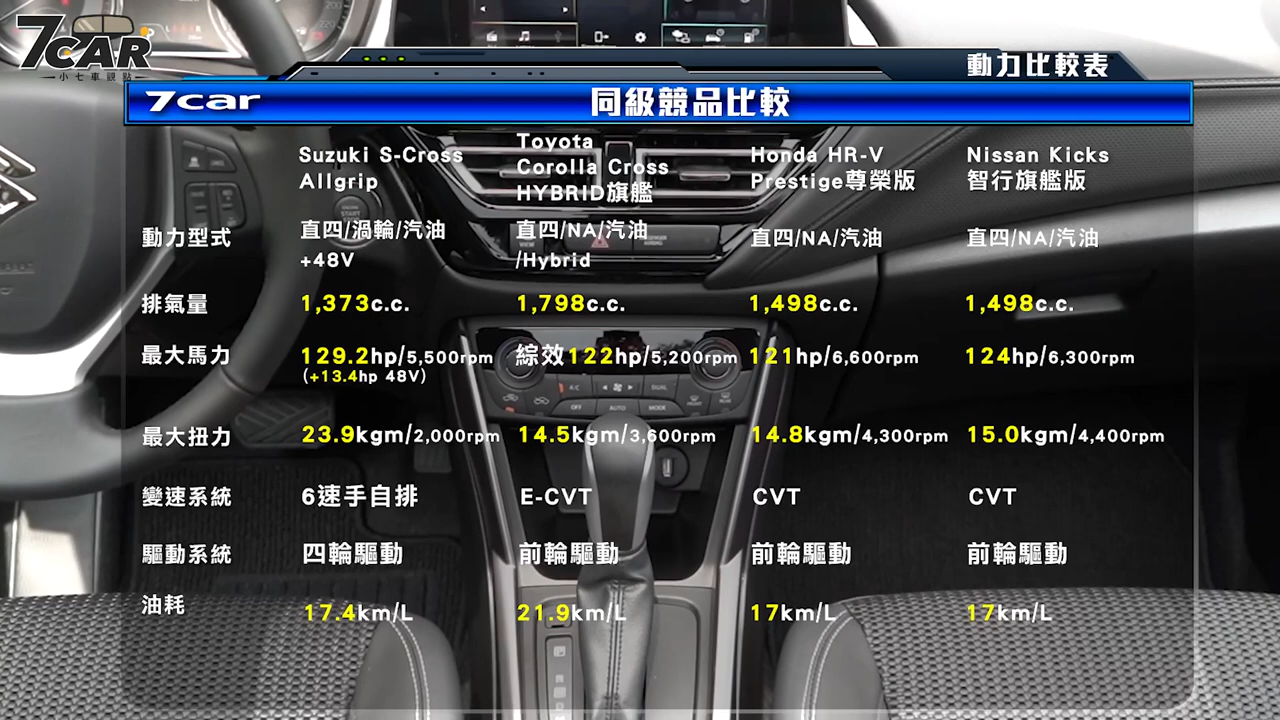 7CAR
小七車觀點
動力比較表
7car
同級競品比較
Suzuki S-Cross
Allgrip
Toyota
Corolla Cross
HYBRID旗艦
Honda HR-V
Prestige尊榮版
Nissan Kicks
智行旗艦版
動力型式
直四/渦輪/汽油
+48V
直四/NA/汽油
/Hybrid
直四/NA/汽油
直四/NA/汽油
排氣量
1,373c.c.
1,798c.c.
1,498c.c.
1,498c.c.
最大馬力
129.2hp/5,500rpm
(+13.4hp 48V)
綜效122hp/5,200rpm
121hp/6,600rpm
124hp/6,300rpm
最大扭力
23.9kgm/2,000rpm
14.5kgm/3,600rpm
14.8kgm/4,300rpm
15.0kgm/4,400rpm
變速系統
6速手自排
E-CVT
CVT
CVT
驅動系統
四輪驅動
前輪驅動
前輪驅動
前輪驅動
油耗
17.4km/L
21.9km/L
17km/L
17km/L
A/C
DUAL
OFF
AUTO
MODE